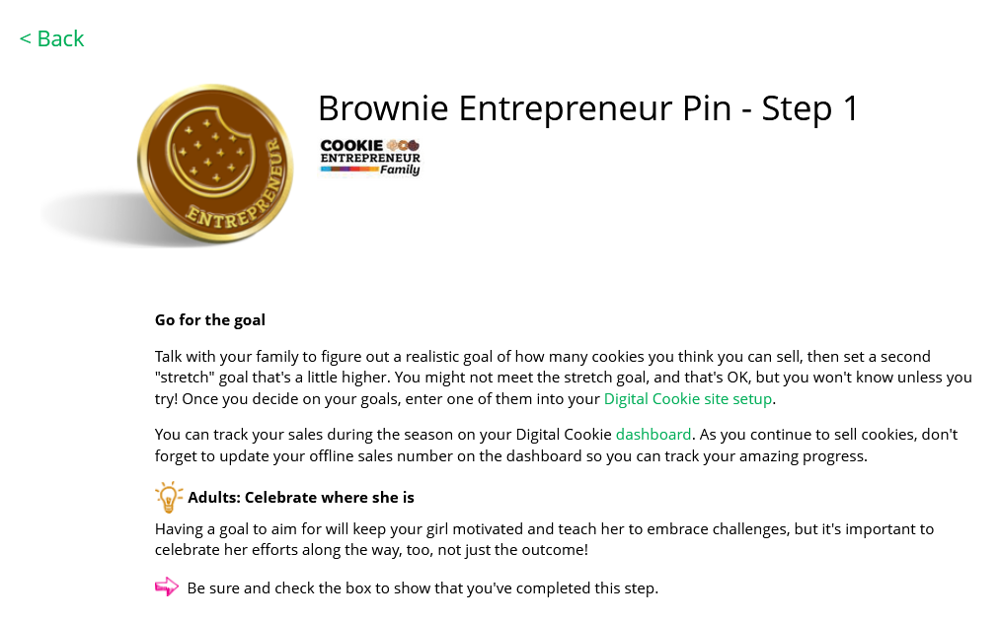 < Back
Brownie Entrepreneur Pin - Step 1
COOKIE
ENTREPRENEUR
Family
ENTREPRENEUR
Go for the goal
Talk with your family to figure out a realistic goal of how many cookies you think you can sell, then set a second
"stretch" goal that's a little higher. You might not meet the stretch goal, and that's OK, but you won't know unless you
try! Once you decide on your goals, enter one of them into your Digital Cookie site setup.
You can track your sales during the season on your Digital Cookie dashboard. As you continue to sell cookies, don't
forget to update your offline sales number on the dashboard so you can track your amazing progress.
Adults: Celebrate where she is
Having a goal to aim for will keep your girl motivated and teach her to embrace challenges, but it's important to
celebrate her efforts along the way, too, not just the outcome!
Be sure and check the box to show that you've completed this step.